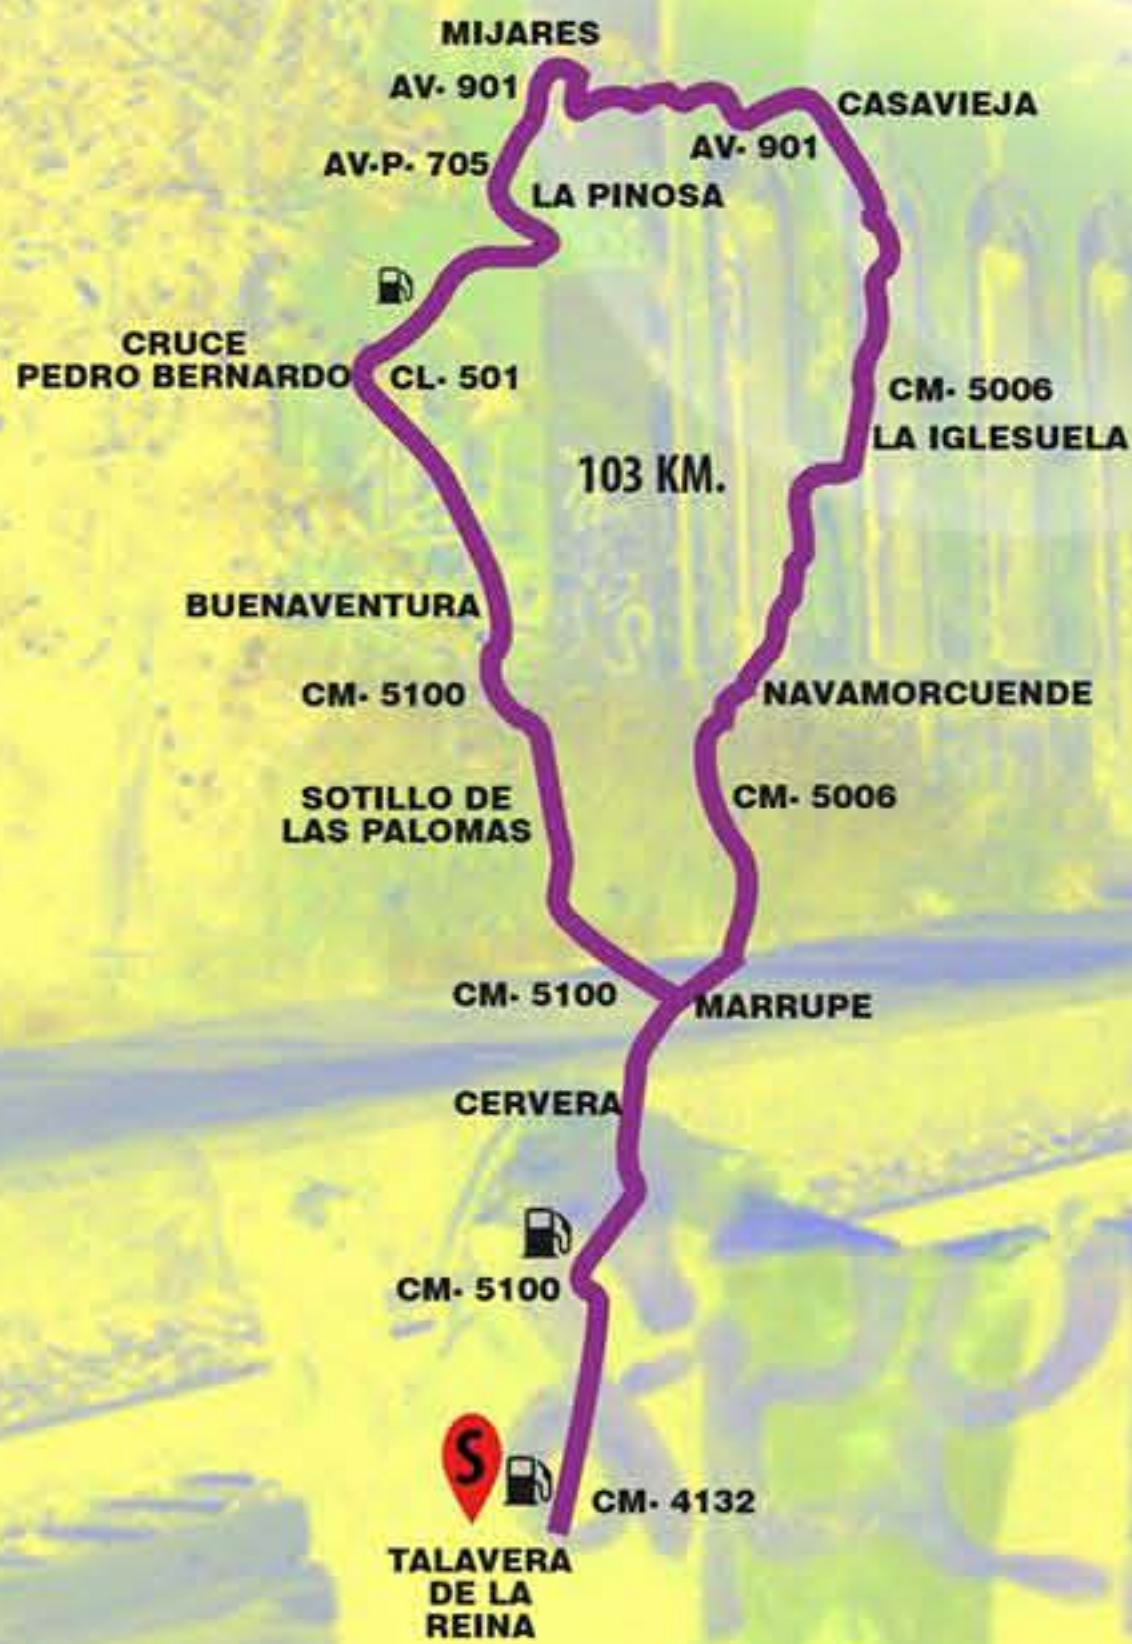 MIJARES
AV- 901
CASAVIEJA
AV- 901
AV-P- 705
LA PINOSA
CRUCE
PEDRO BERNARDO
CL- 501
CM- 5006
LA IGLESUELA
103 KM.
BUENAVENTURA
CM- 5100
NAVAMORCUENDE
SOTILLO DE
LAS PALOMAS
CM- 5006
CM- 5100
MARRUPE
CERVERA
CM- 5100
S
CM- 4132
TALAVERA
DE LA
REINA